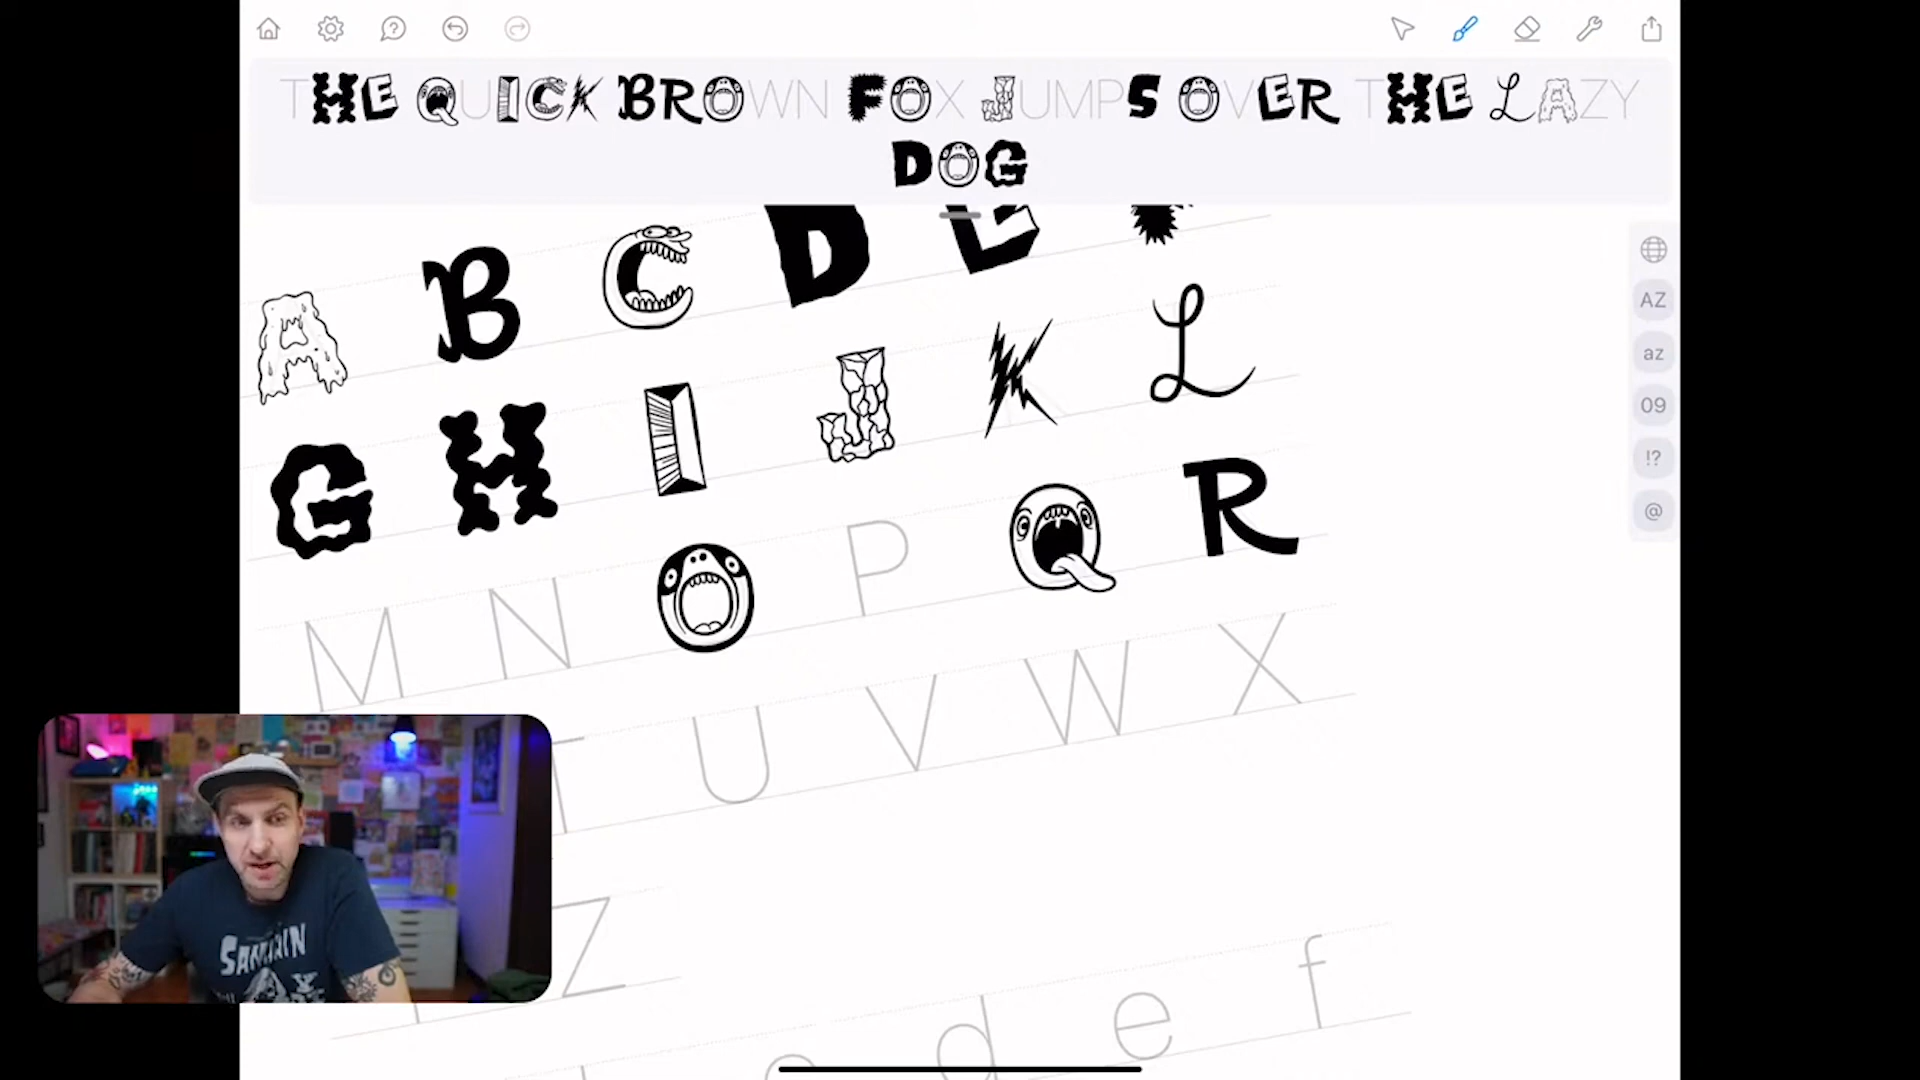 THE QUICK BROWN FOX JUMPS OVER THE LAZY
DOG
A B C D E F
G H I J K L
M N O P Q R
T U V W X
Z
d e f
AZ
az
09
!?
@
SAMHAIN